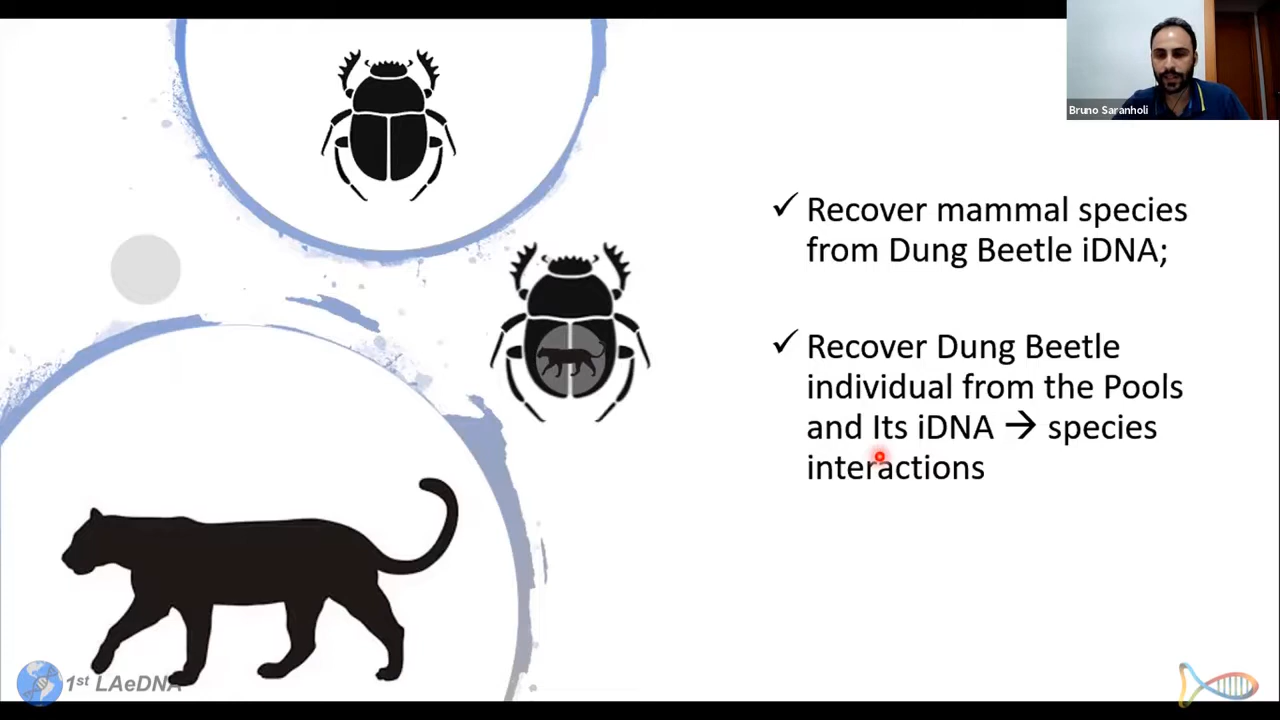 Bruno Saranholi
✓ Recover mammal species
from Dung Beetle iDNA;
✓ Recover Dung Beetle
individual from the Pools
and Its iDNA → species
interactions
1st LAeDNA